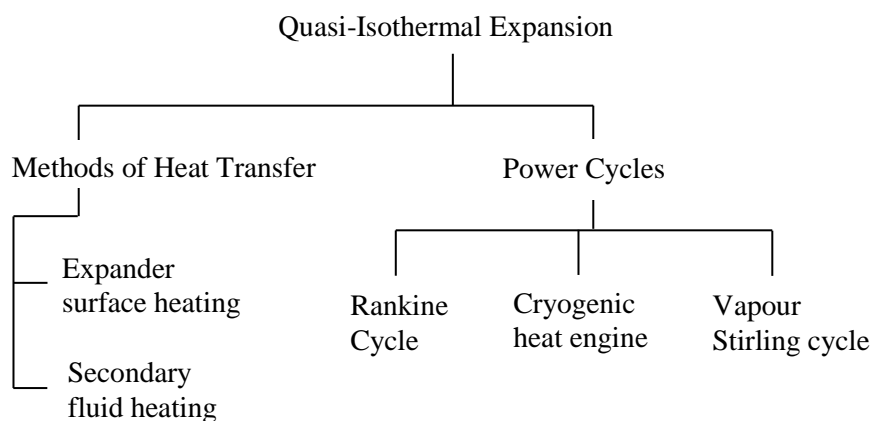 Quasi-Isothermal Expansion
Methods of Heat Transfer
Power Cycles
Expander
surface heating
Secondary
fluid heating
Rankine
Cycle
Cryogenic
heat engine
Vapour
Stirling cycle